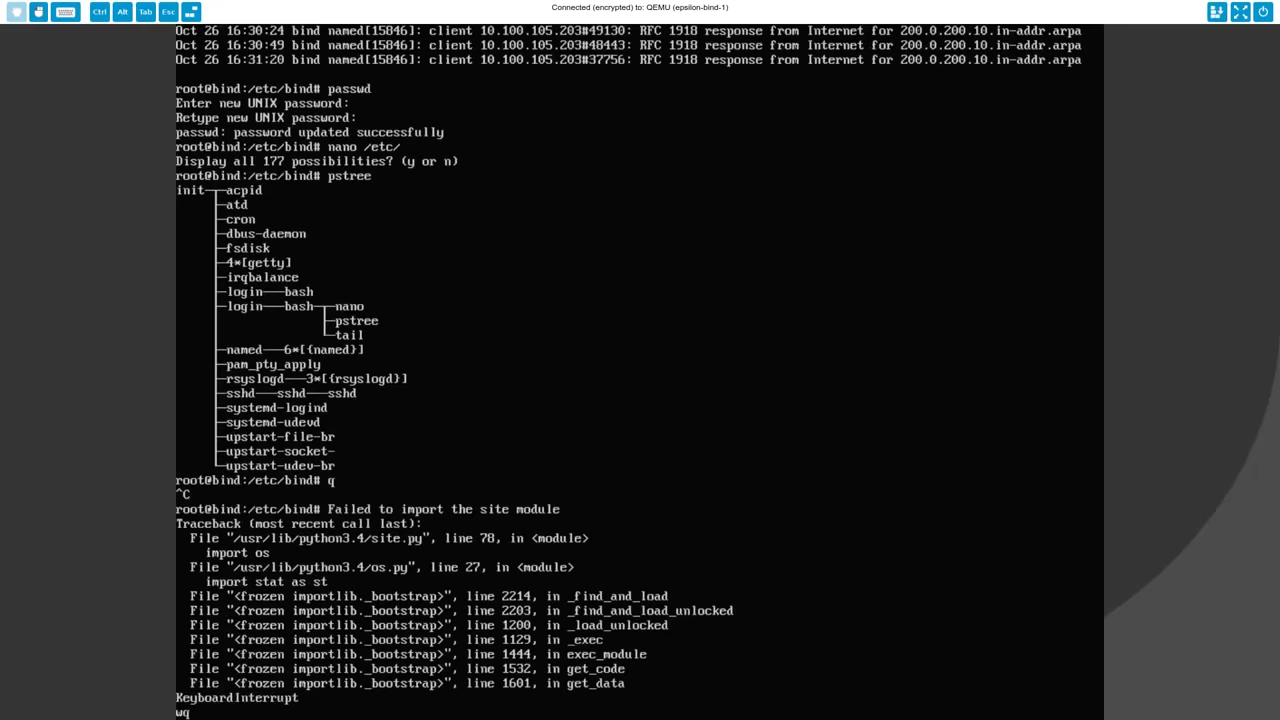 Connected (encrypted) to: QEMU (epsilon-bind-1)
Ctrl Alt Tab Esc
Oct 26 16:30:24 bind named[15846]: client 10.100.105.203#49130: RFC 1918 response from Internet for 200.0.200.10.in-addr.arpa
Oct 26 16:30:49 bind named[15846]: client 10.100.105.203#48443: RFC 1918 response from Internet for 200.0.200.10.in-addr.arpa
Oct 26 16:31:20 bind named[15846]: client 10.100.105.203#37756: RFC 1918 response from Internet for 200.0.200.10.in-addr.arpa
root@bind:/etc/bind# passwd
Enter new UNIX password:
Retype new UNIX password:
passwd: password updated successfully
root@bind:/etc/bind# nano /etc/
Display all 177 possibilities? (y or n)
root@bind:/etc/bind# pstree
init─┬─acpid
├─atd
├─cron
├─dbus-daemon
├─fsdisk
├─4*[getty]
├─irqbalance
├─login───bash
├─login───bash─┬─nano
├─pstree
└─tail
├─named───6*[{named}]
├─pam_pty_apply
├─rsyslogd───3*[{rsyslogd}]
├─sshd───sshd───sshd
├─systemd-logind
├─systemd-udevd
├─upstart-file-br
├─upstart-socket-
└─upstart-udev-br
root@bind:/etc/bind# q
^C
root@bind:/etc/bind# Failed to import the site module
Traceback (most recent call last):
File "/usr/lib/python3.4/site.py", line 78, in <module>
import os
File "/usr/lib/python3.4/os.py", line 27, in <module>
import stat as st
File "<frozen importlib._bootstrap>", line 2214, in _find_and_load
File "<frozen importlib._bootstrap>", line 2203, in _find_and_load_unlocked
File "<frozen importlib._bootstrap>", line 1200, in _load_unlocked
File "<frozen importlib._bootstrap>", line 1129, in _exec
File "<frozen importlib._bootstrap>", line 1444, in exec_module
File "<frozen importlib._bootstrap>", line 1532, in get_code
File "<frozen importlib._bootstrap>", line 1601, in get_data
KeyboardInterrupt
wq